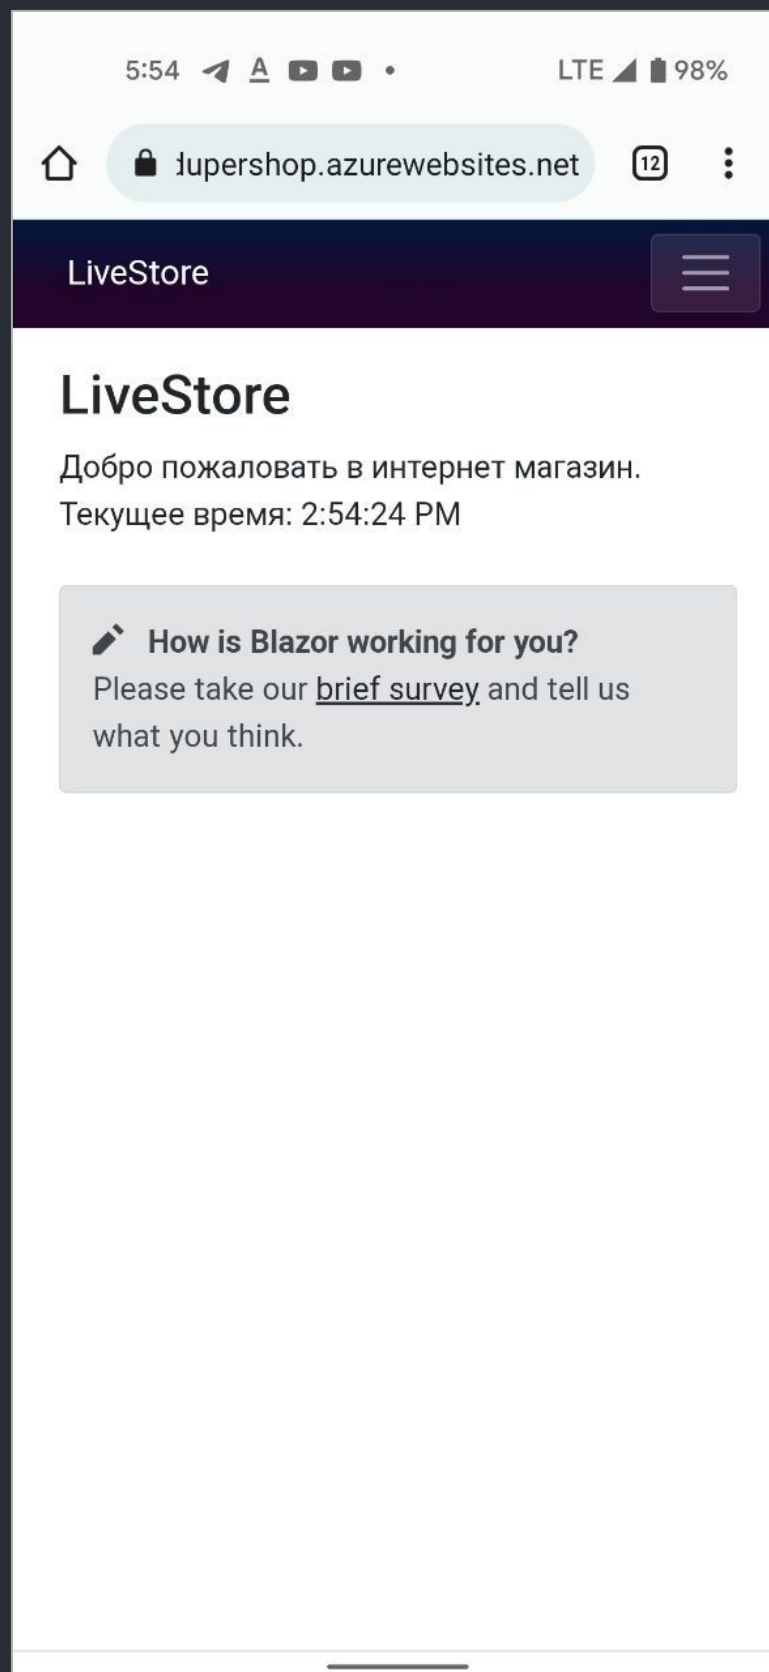 5:54
LTE 98%
dupershop.azurewebsites.net
12
LiveStore
LiveStore
Добро пожаловать в интернет магазин.
Текущее время: 2:54:24 PM
How is Blazor working for you?
Please take our brief survey and tell us
what you think.